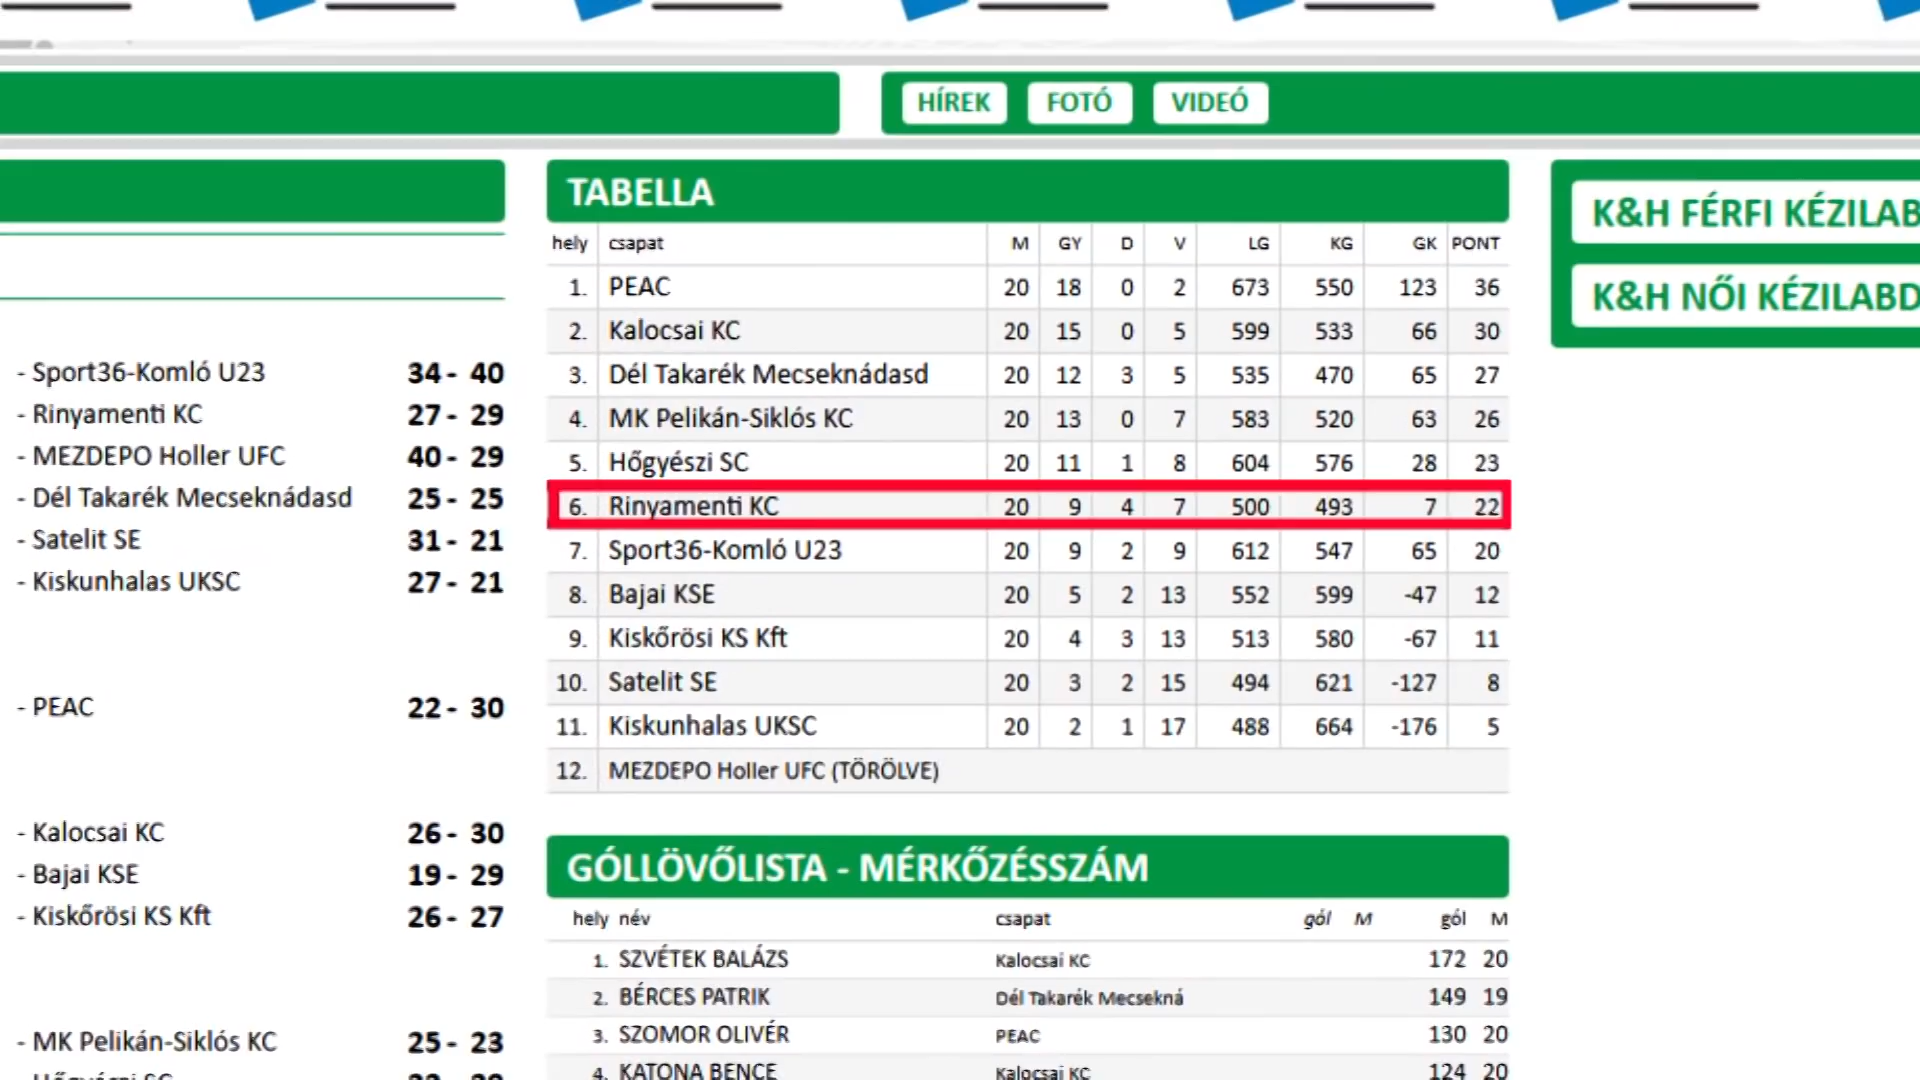 HÍREK FOTÓ VIDEÓ
- Sport36-Komló U23 34 - 40
- Rinyamenti KC 27 - 29
- MEZDEPO Holler UFC 40 - 29
- Dél Takarék Mecseknádasd 25 - 25
- Satelit SE 31 - 21
- Kiskunhalas UKSC 27 - 21
- PEAC 22 - 30
- Kalocsai KC 26 - 30
- Bajai KSE 19 - 29
- Kiskőrösi KS Kft 26 - 27
- MK Pelikán-Siklós KC 25 - 23
TABELLA
hely csapat M GY D V LG KG GK PONT
1. PEAC 20 18 0 2 673 550 123 36
2. Kalocsai KC 20 15 0 5 599 533 66 30
3. Dél Takarék Mecseknádasd 20 12 3 5 535 470 65 27
4. MK Pelikán-Siklós KC 20 13 0 7 583 520 63 26
5. Hőgyészi SC 20 11 1 8 604 576 28 23
6. Rinyamenti KC 20 9 4 7 500 493 7 22
7. Sport36-Komló U23 20 9 2 9 612 547 65 20
8. Bajai KSE 20 5 2 13 552 599 -47 12
9. Kiskőrösi KS Kft 20 4 3 13 513 580 -67 11
10. Satelit SE 20 3 2 15 494 621 -127 8
11. Kiskunhalas UKSC 20 2 1 17 488 664 -176 5
12. MEZDEPO Holler UFC (TÖRÖLVE)
GÓLLÖVŐLISTA - MÉRKŐZÉSSZÁM
hely név csapat gól M gól M
1. SZVÉTEK BALÁZS Kalocsai KC 172 20
2. BÉRCES PATRIK Dél Takarék Mecsekná 149 19
3. SZOMOR OLIVÉR PEAC 130 20
4. KATONA BENCE Kalocsai KC 124 20
K&H FÉRFI KÉZILAB
K&H NŐI KÉZILABD